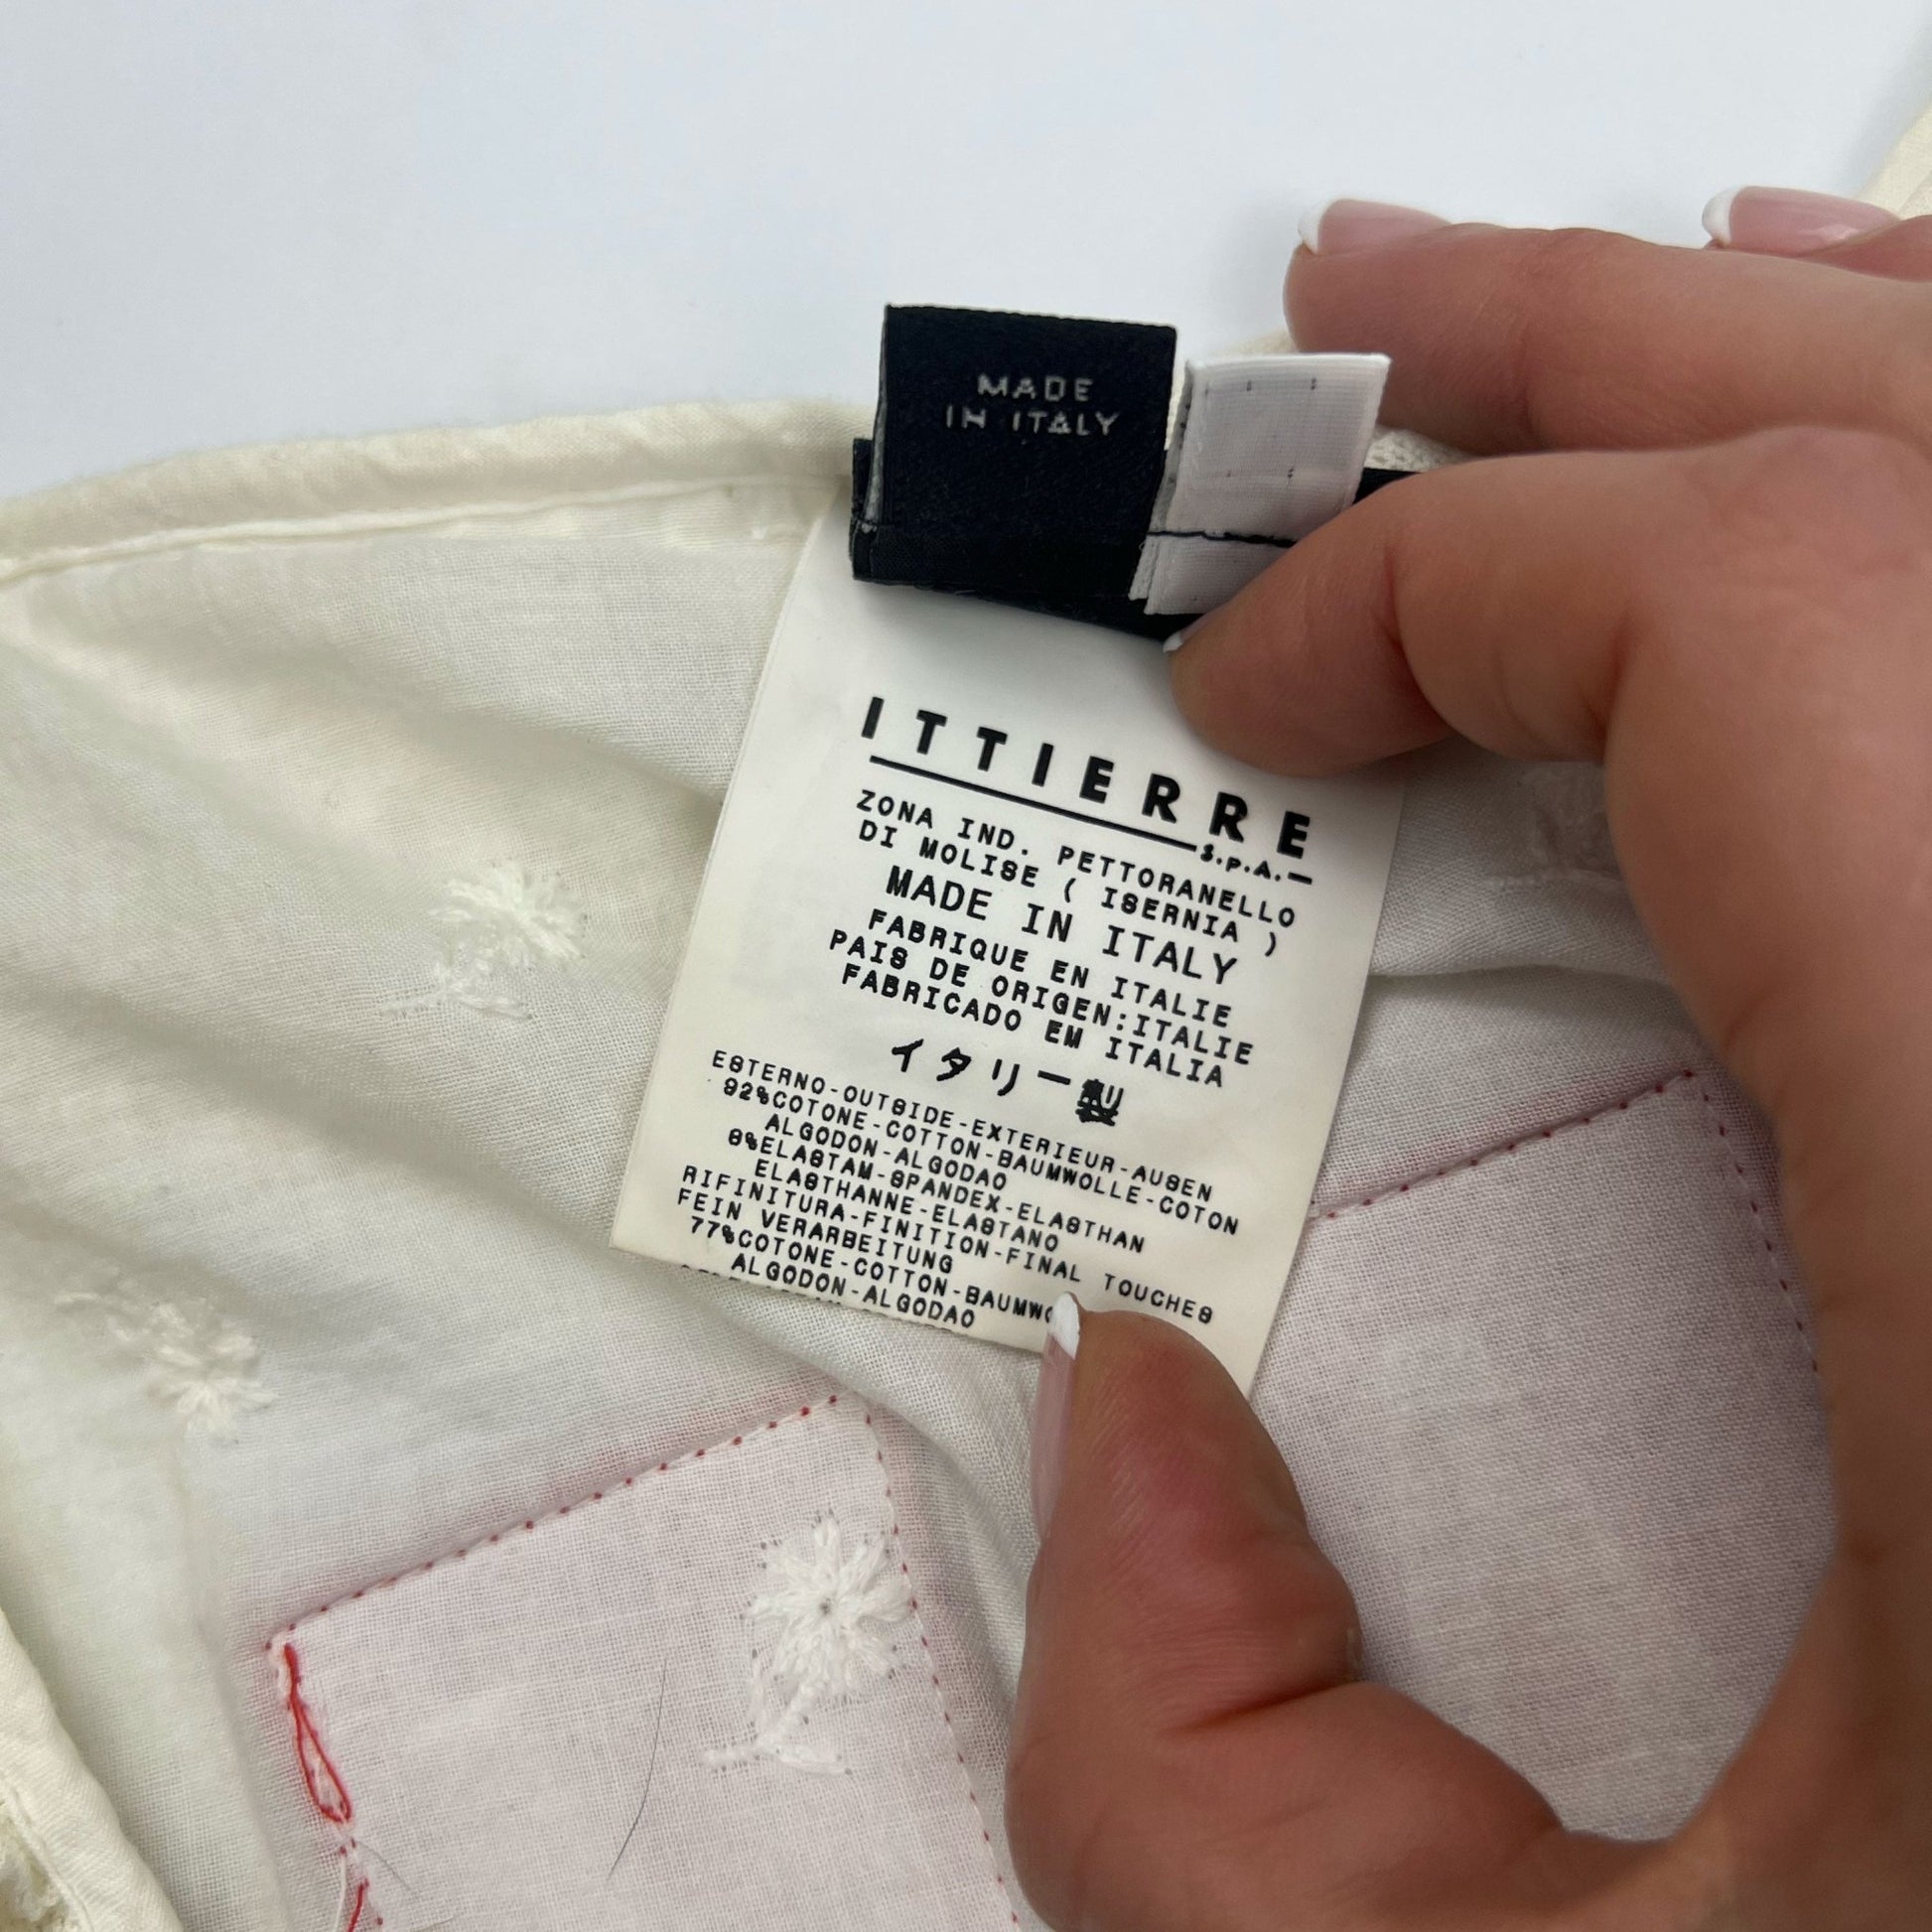 MADE
IN ITALY
ITTIERRE
S.p.A.
ZONA IND. PETTORANELLO
DI MOLISE ( ISERNIA )
MADE IN ITALY
FABRIQUE EN ITALIE
PAIS DE ORIGEN:ITALIE
FABRICADO EM ITALIA
イタリー製
ESTERNO-OUTSIDE-EXTERIEUR-AUSEN
92%COTONE-COTTON-BAUMWOLLE-COTON
ALGODON-ALGODAO
8%ELASTAM-SPANDEX-ELASTHAN
ELASTHANNE-ELASTANO
RIFINITURA-FINITION-FINAL TOUCHES
FEIN VERARBEITUNG
77%COTONE-COTTON-
ALGODON-ALGODAO